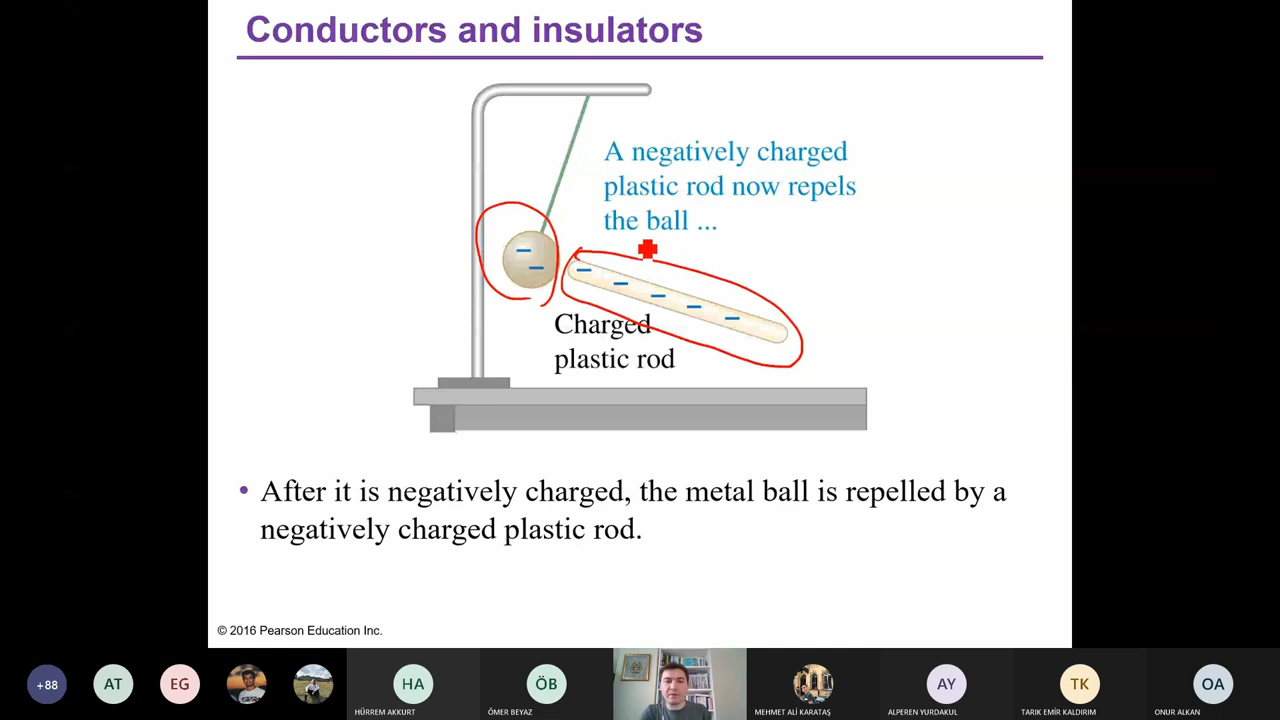 Conductors and insulators
A negatively charged
plastic rod now repels
the ball ...
Charged
plastic rod
• After it is negatively charged, the metal ball is repelled by a
negatively charged plastic rod.
© 2016 Pearson Education Inc.
+88
AT
EG
HA
HÜRREM AKKURT
ÖB
ÖMER BEYAZ
MEHMET ALİ KARATAŞ
AY
ALPEREN YURDAKUL
TK
TARIK EMİR KALDIRIM
OA
ONUR ALKAN